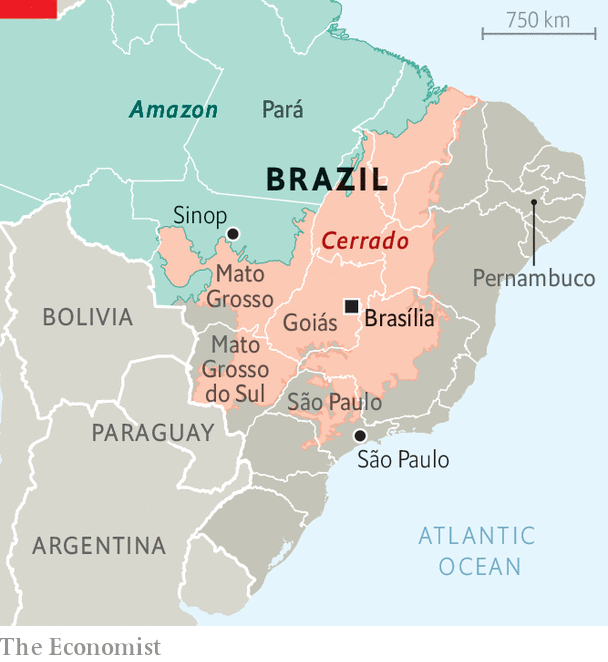 750 km
Amazon
Pará
BRAZIL
Sinop
Cerrado
Mato
Grosso
Pernambuco
BOLIVIA
Goiás
Brasília
Mato
Grosso
do Sul
São Paulo
PARAGUAY
São Paulo
ATLANTIC
OCEAN
ARGENTINA
The Economist